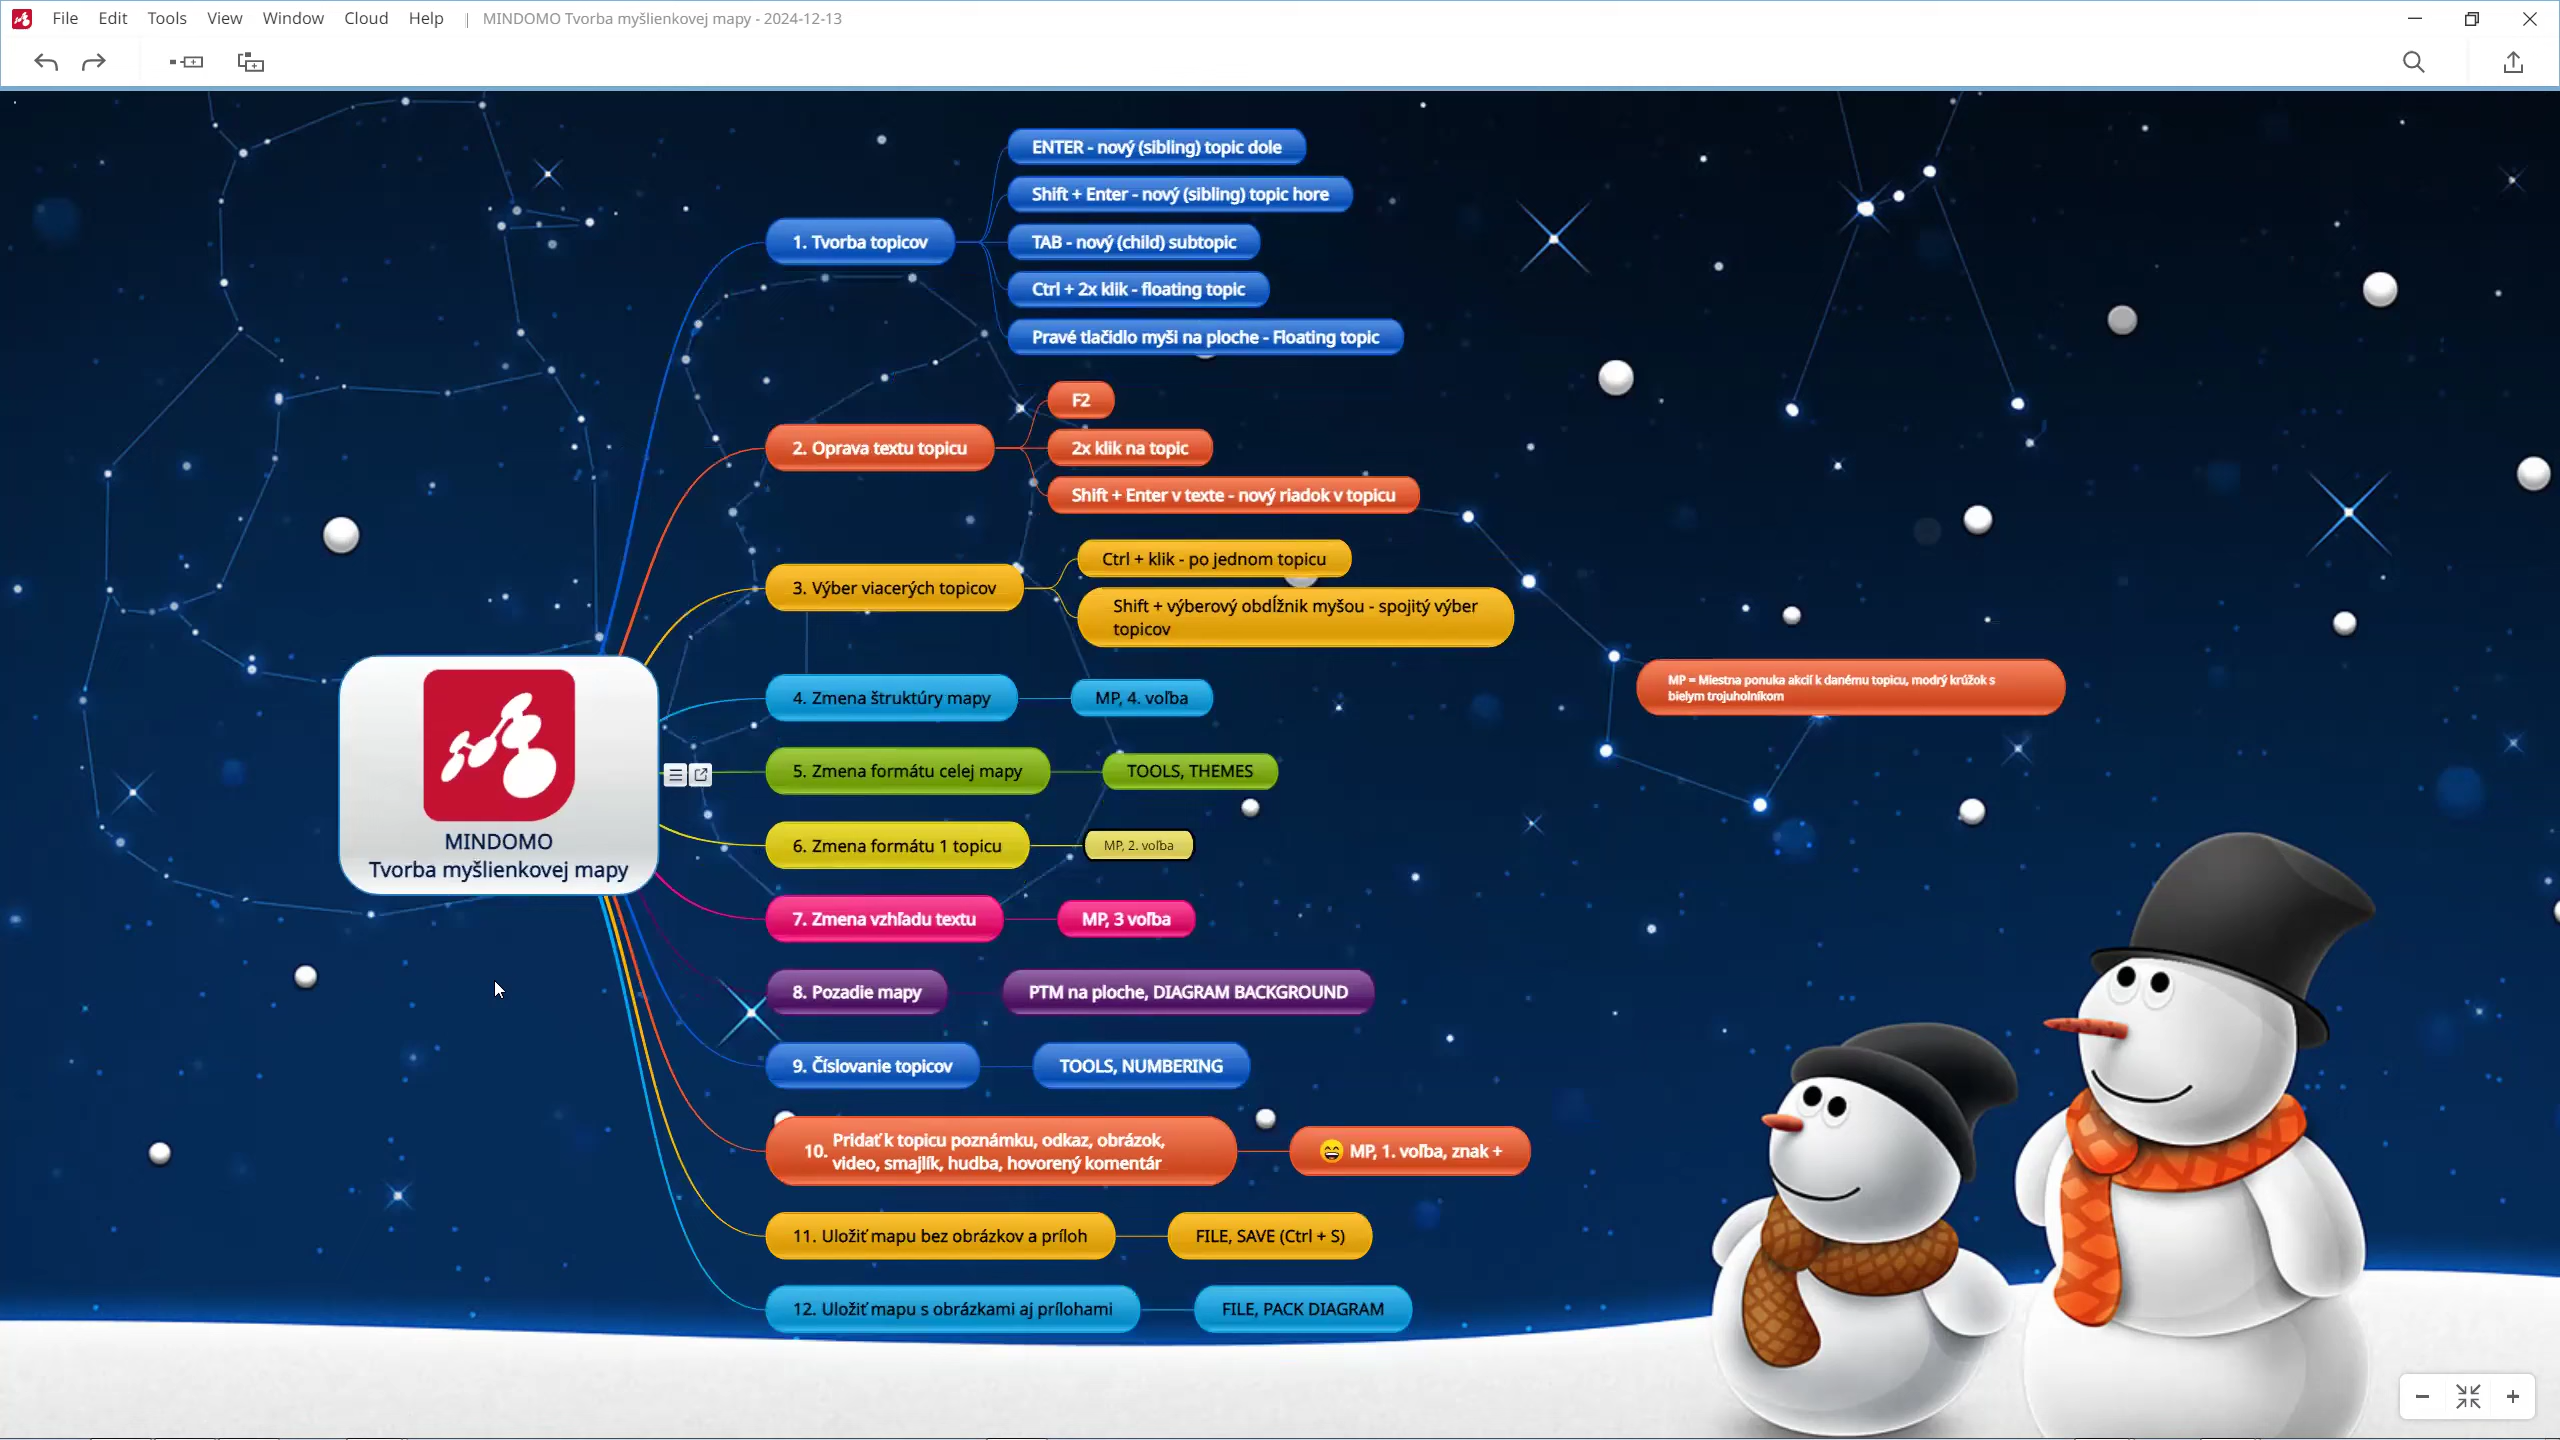 File Edit Tools View Window Cloud Help | MINDOMO Tvorba myšlienkovej mapy - 2024-12-13
MINDOMO
Tvorba myšlienkovej mapy
1. Tvorba topicov
ENTER - nový (sibling) topic dole
Shift + Enter - nový (sibling) topic hore
TAB - nový (child) subtopic
Ctrl + 2x klik - floating topic
Pravé tlačidlo myši na ploche - Floating topic
2. Oprava textu topicu
F2
2x klik na topic
Shift + Enter v texte - nový riadok v topicu
3. Výber viacerých topicov
Ctrl + klik - po jednom topicu
Shift + výberový obdĺžnik myšou - spojitý výber
topicov
4. Zmena štruktúry mapy
MP, 4. voľba
MP = Miestna ponuka akcií k danému topicu, modrý krúžok s
bielym trojuholníkom
5. Zmena formátu celej mapy
TOOLS, THEMES
6. Zmena formátu 1 topicu
MP, 2. voľba
7. Zmena vzhľadu textu
MP, 3 voľba
8. Pozadie mapy
PTM na ploche, DIAGRAM BACKGROUND
9. Číslovanie topicov
TOOLS, NUMBERING
10. Pridať k topicu poznámku, odkaz, obrázok,
video, smajlík, hudba, hovorený komentár
😄 MP, 1. voľba, znak +
11. Uložiť mapu bez obrázkov a príloh
FILE, SAVE (Ctrl + S)
12. Uložiť mapu s obrázkami aj prílohami
FILE, PACK DIAGRAM